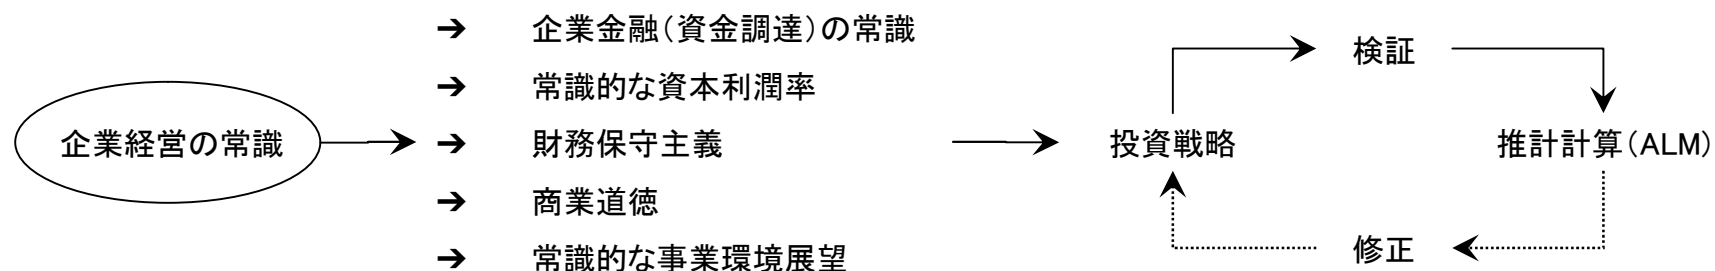 企業経営の常識
➔ 企業金融（資金調達）の常識
➔ 常識的な資本利潤率
➔ 財務保守主義
➔ 商業道徳
➔ 常識的な事業環境展望
投資戦略
検証
推計計算（ALM）
修正